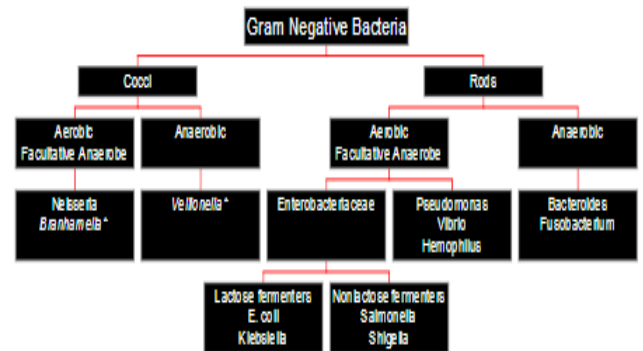 Gram Negative Bacteria
Cocci
Rods
Aerobic
Facultative Anaerobe
Anaerobic
Aerobic
Facultative Anaerobe
Anaerobic
Neisseria
Branhamella*
Veillonella*
Enterobacteriaceae
Pseudomonas
Vibrio
Hemophilus
Bacteroides
Fusobacterium
Lactose fermenters
E. coli
Klebsiella
Nonlactose fermenters
Salmonella
Shigella